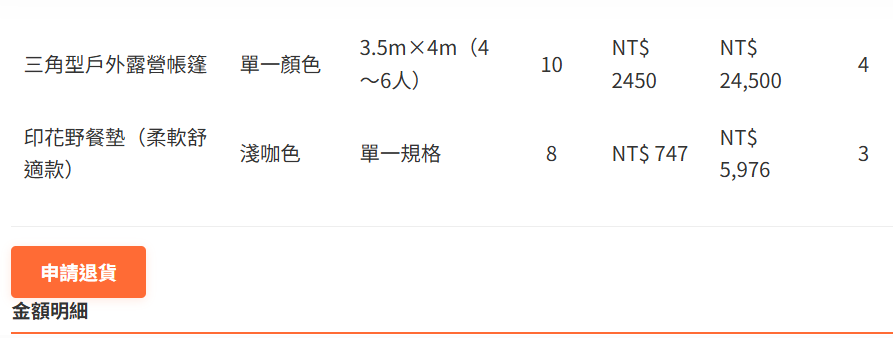 三角型戶外露營帳篷 單一顏色 3.5m×4m（4～6人） 10 NT$ 2450 NT$ 24,500 4
印花野餐墊（柔軟舒適款） 淺咖色 單一規格 8 NT$ 747 NT$ 5,976 3
申請退貨
金額明細